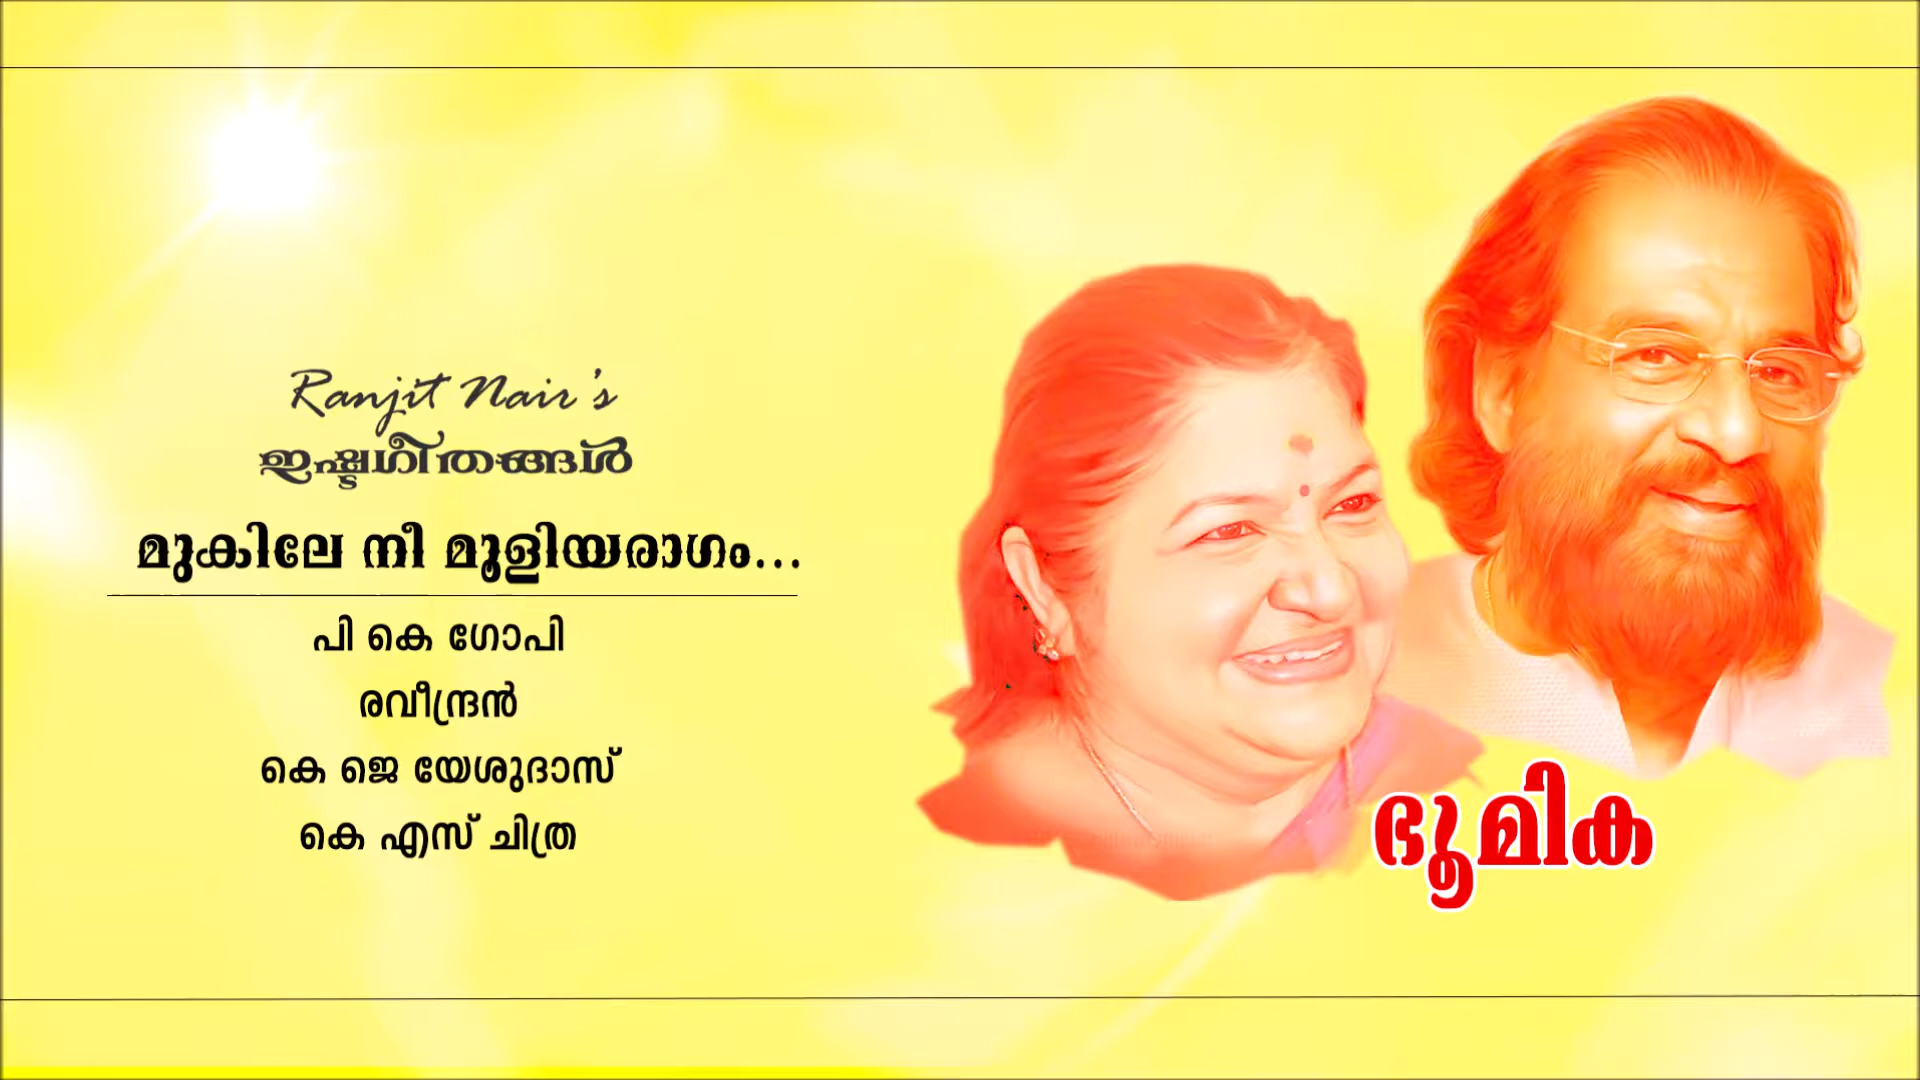 Ranjit Nair's
ഇഷ്ടഗീതങ്ങൾ
മുകിലേ നീ മൂളിയരാഗം...
പി കെ ഗോപി
രവീന്ദ്രൻ
കെ ജെ യേശുദാസ്
കെ എസ് ചിത്ര
ഭൂമിക